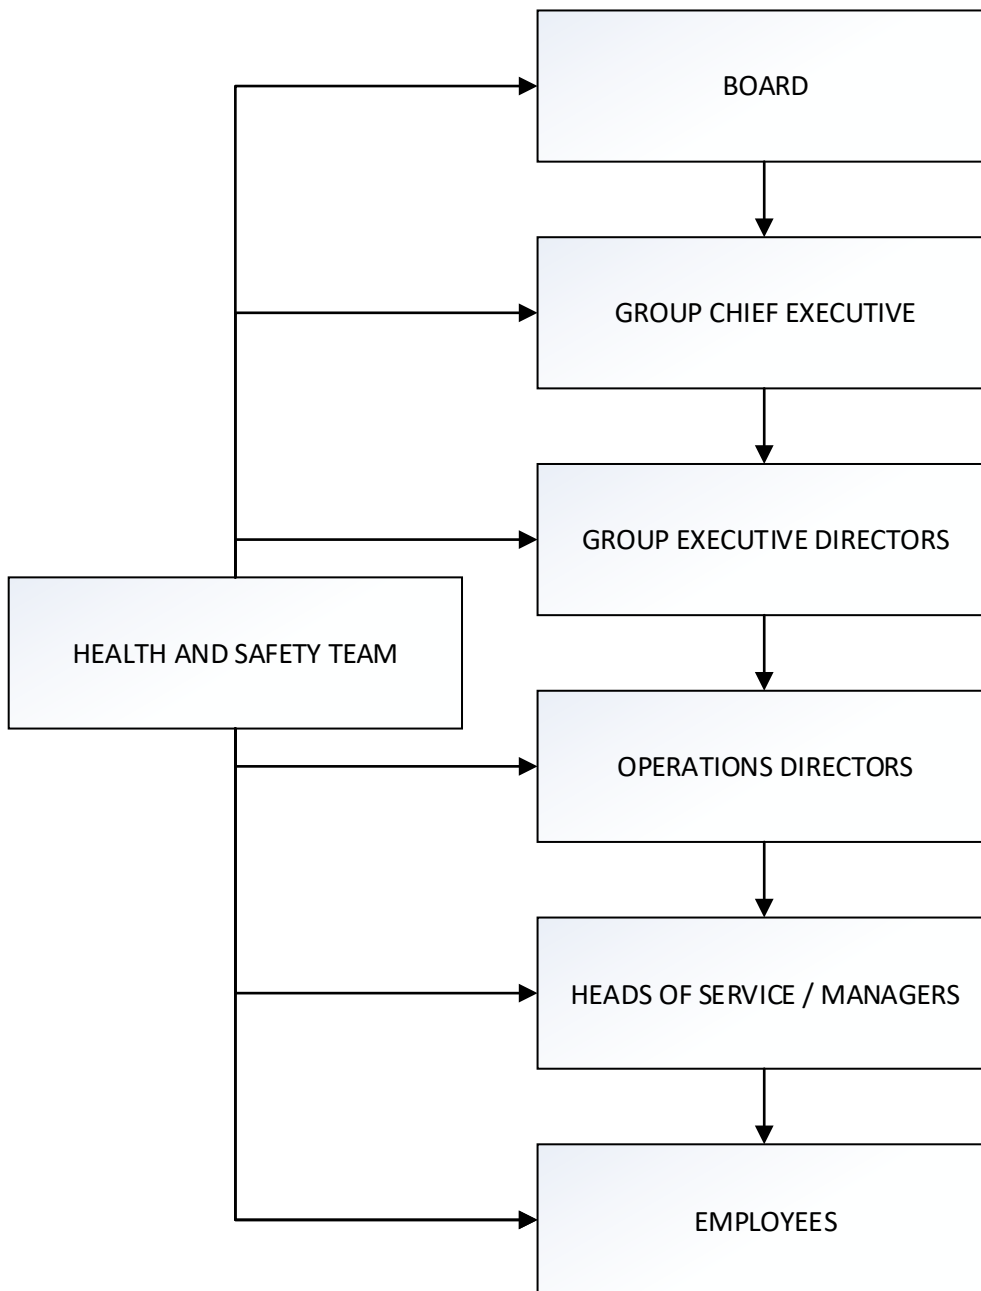 BOARD
GROUP CHIEF EXECUTIVE
GROUP EXECUTIVE DIRECTORS
HEALTH AND SAFETY TEAM
OPERATIONS DIRECTORS
HEADS OF SERVICE / MANAGERS
EMPLOYEES